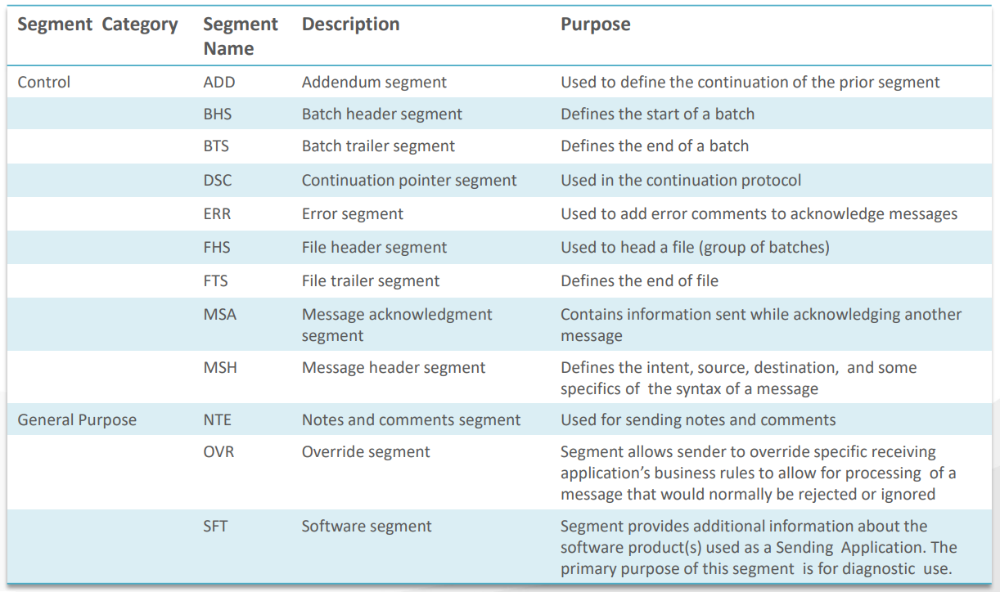 Segment Category Segment Name Description Purpose
Control ADD Addendum segment Used to define the continuation of the prior segment
BHS Batch header segment Defines the start of a batch
BTS Batch trailer segment Defines the end of a batch
DSC Continuation pointer segment Used in the continuation protocol
ERR Error segment Used to add error comments to acknowledge messages
FHS File header segment Used to head a file (group of batches)
FTS File trailer segment Defines the end of file
MSA Message acknowledgment segment Contains information sent while acknowledging another message
MSH Message header segment Defines the intent, source, destination, and some specifics of the syntax of a message
General Purpose NTE Notes and comments segment Used for sending notes and comments
OVR Override segment Segment allows sender to override specific receiving application’s business rules to allow for processing of a message that would normally be rejected or ignored
SFT Software segment Segment provides additional information about the software product(s) used as a Sending Application. The primary purpose of this segment is for diagnostic use.